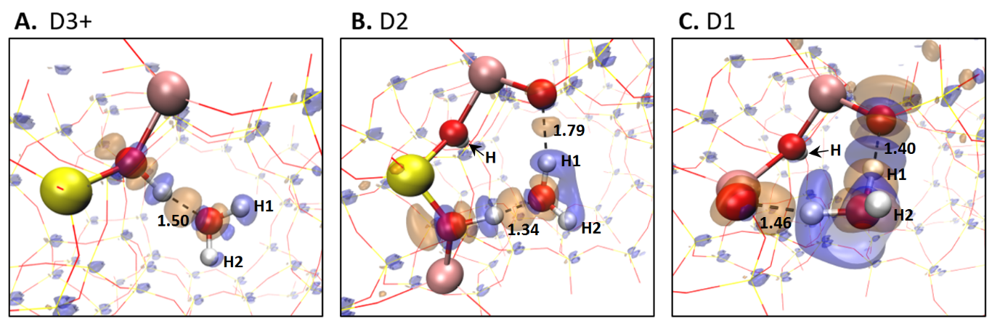 A. D3+
B. D2
C. D1
1.50
H1
H2
H
1.79
H1
1.34
H2
H
1.40
H1
1.46
H2